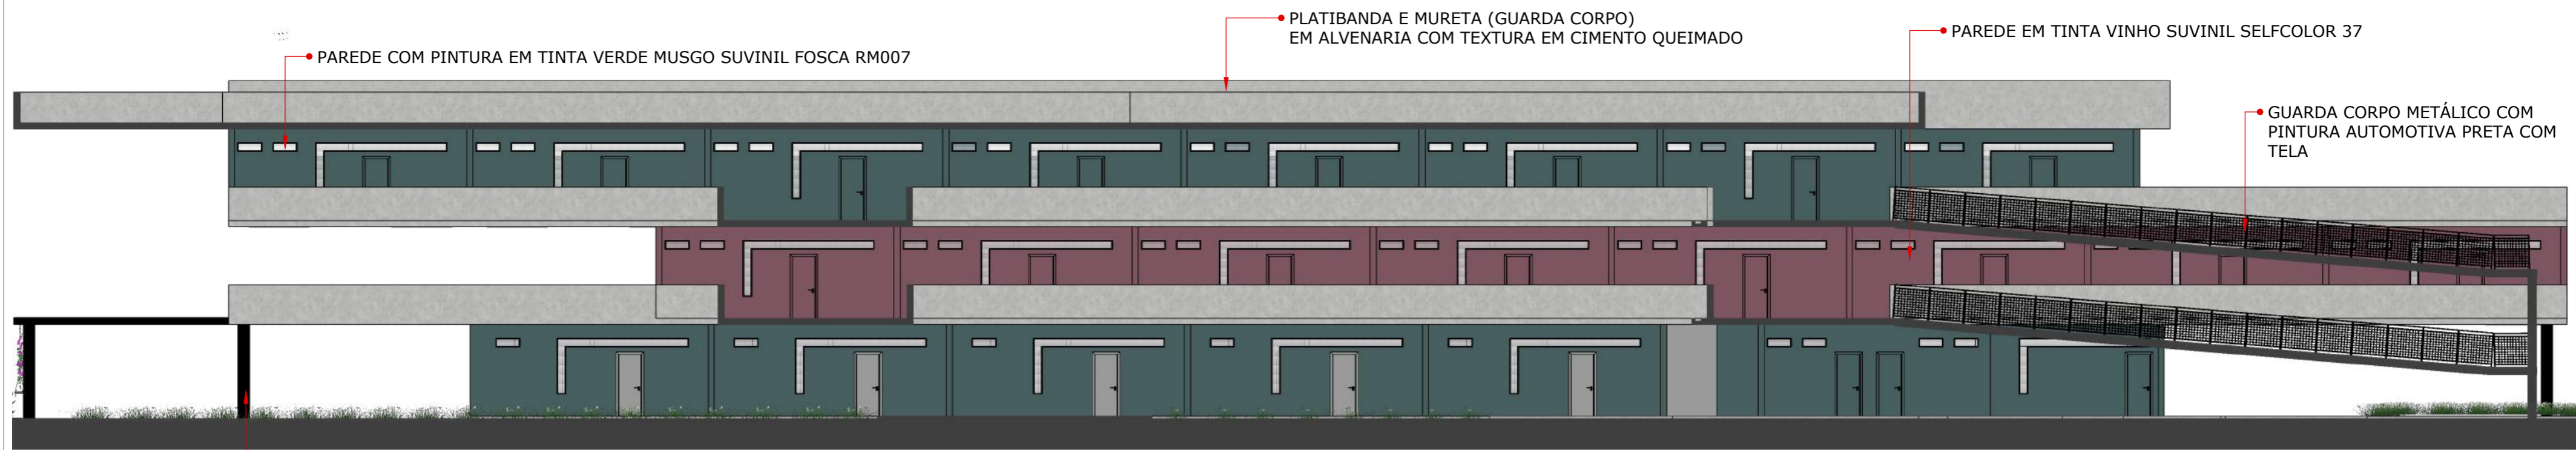 PLATIBANDA E MURETA (GUARDA CORPO)
EM ALVENARIA COM TEXTURA EM CIMENTO QUEIMADO
PAREDE EM TINTA VINHO SUVINIL SELFCOLOR 37
PAREDE COM PINTURA EM TINTA VERDE MUSGO SUVINIL FOSCA RM007
GUARDA CORPO METÁLICO COM
PINTURA AUTOMOTIVA PRETA COM
TELA